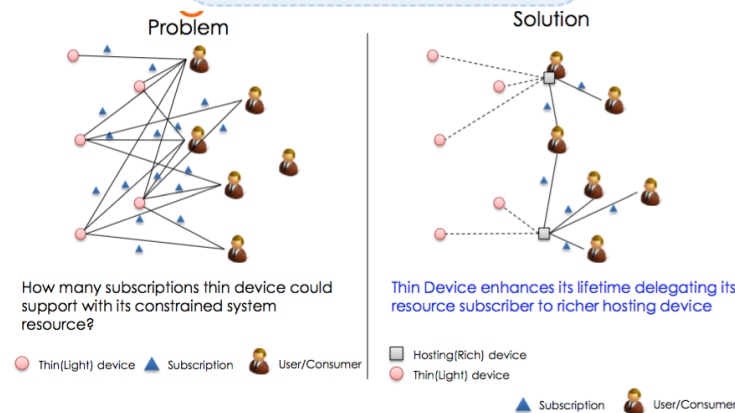 Problem
How many subscriptions thin device could
support with its constrained system
resource?
Thin(Light) device
Subscription
User/Consumer
Solution
Thin Device enhances its lifetime delegating its
resource subscriber to richer hosting device
Hosting(Rich) device
Thin(Light) device
Subscription
User/Consumer